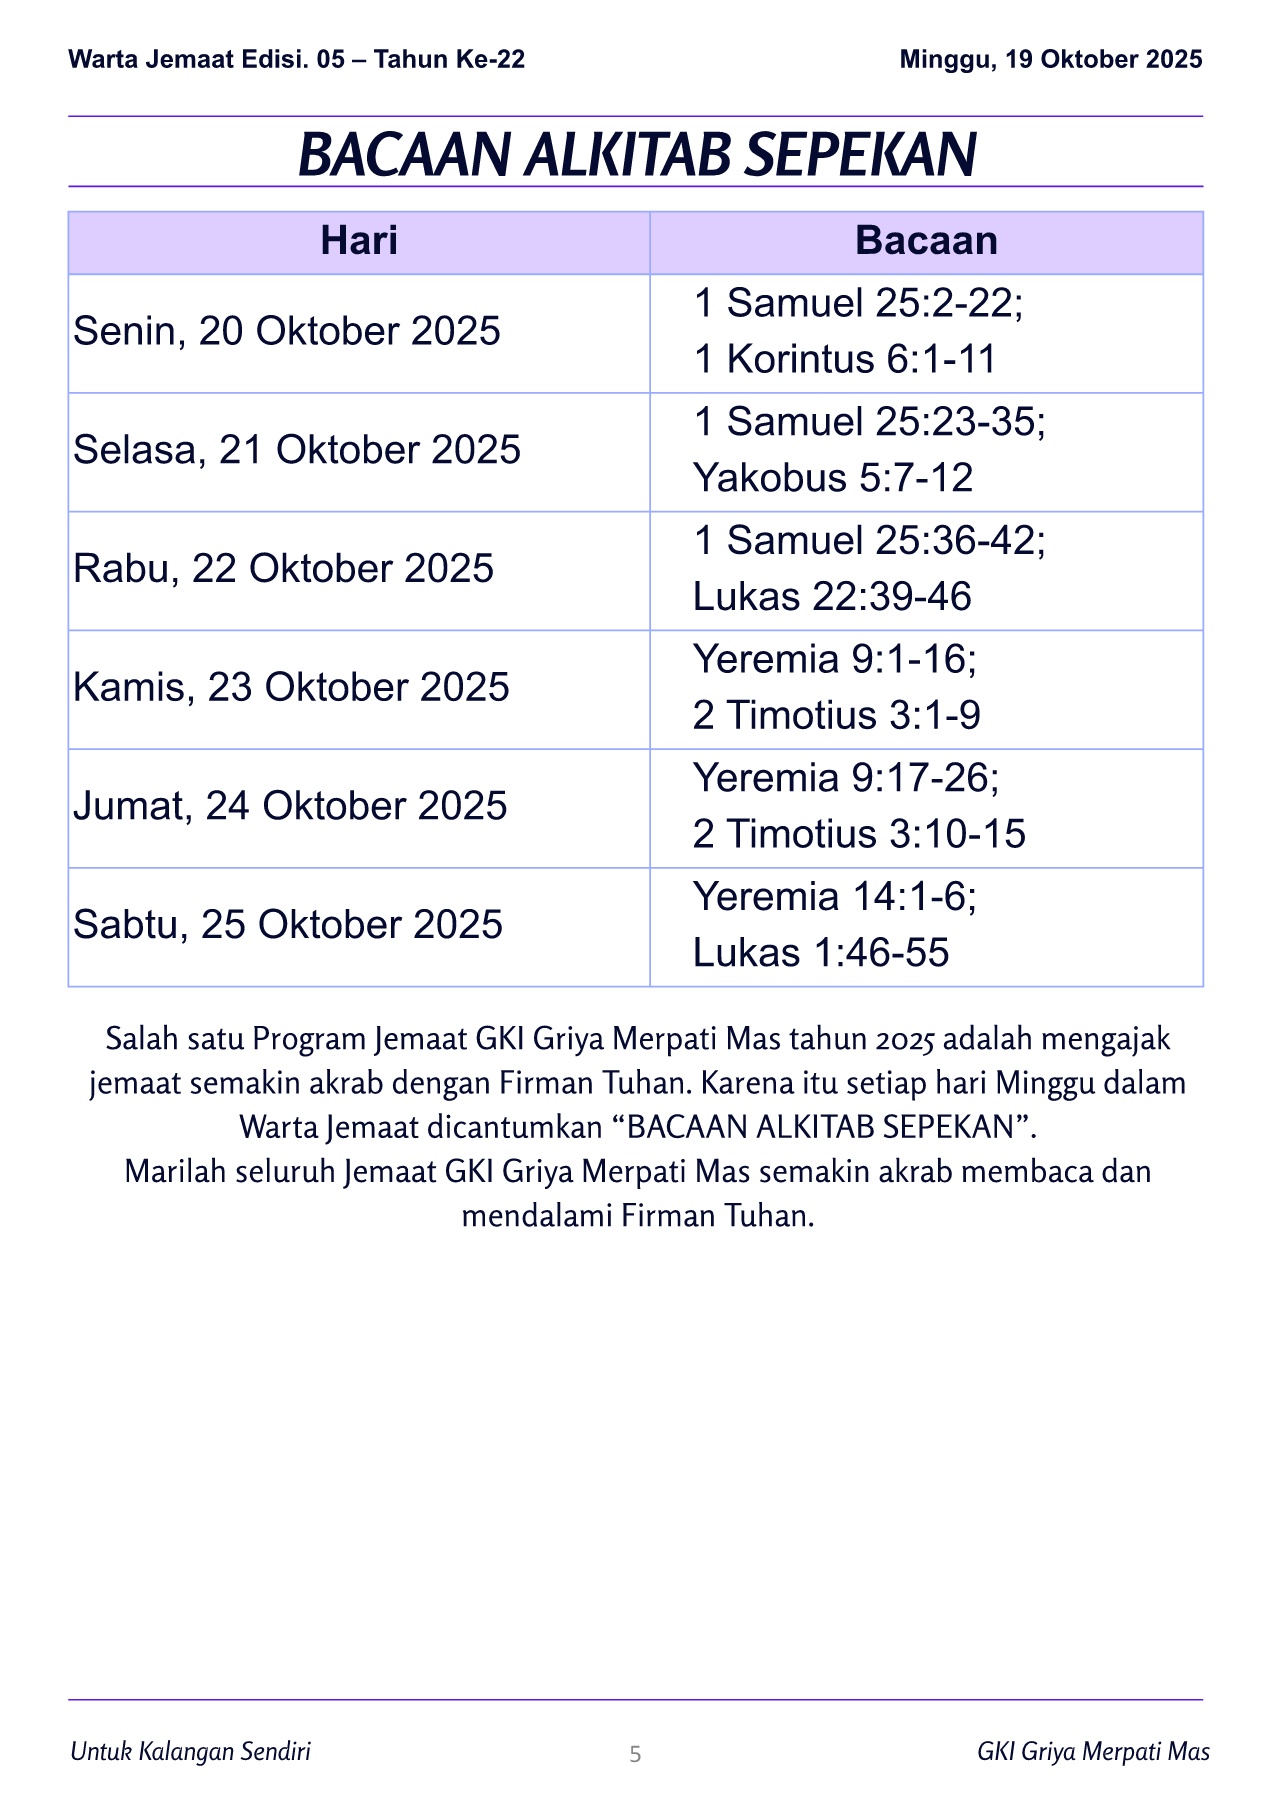 Warta Jemaat Edisi. 05 – Tahun Ke-22 Minggu, 19 Oktober 2025
BACAAN ALKITAB SEPEKAN
Hari Bacaan
Senin, 20 Oktober 2025 1 Samuel 25:2-22;
1 Korintus 6:1-11
Selasa, 21 Oktober 2025 1 Samuel 25:23-35;
Yakobus 5:7-12
Rabu, 22 Oktober 2025 1 Samuel 25:36-42;
Lukas 22:39-46
Kamis, 23 Oktober 2025 Yeremia 9:1-16;
2 Timotius 3:1-9
Jumat, 24 Oktober 2025 Yeremia 9:17-26;
2 Timotius 3:10-15
Sabtu, 25 Oktober 2025 Yeremia 14:1-6;
Lukas 1:46-55
Salah satu Program Jemaat GKI Griya Merpati Mas tahun 2025 adalah mengajak
jemaat semakin akrab dengan Firman Tuhan. Karena itu setiap hari Minggu dalam
Warta Jemaat dicantumkan “BACAAN ALKITAB SEPEKAN”.
Marilah seluruh Jemaat GKI Griya Merpati Mas semakin akrab membaca dan
mendalami Firman Tuhan.
Untuk Kalangan Sendiri 5 GKI Griya Merpati Mas